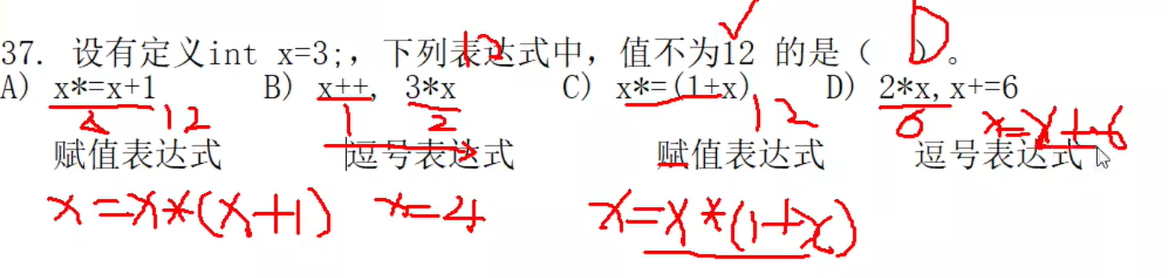 37. 设有定义int x=3;，下列表达式中，值不为12 的是（ D ）。
12
A) x*=x+1 B) x++, 3*x C) x*=(1+x) D) 2*x,x+=6
12 1 2 12 6 x=x+6
赋值表达式 逗号表达式 赋值表达式 逗号表达式
x=x*(x+1) x=4 x=x*(1+x)